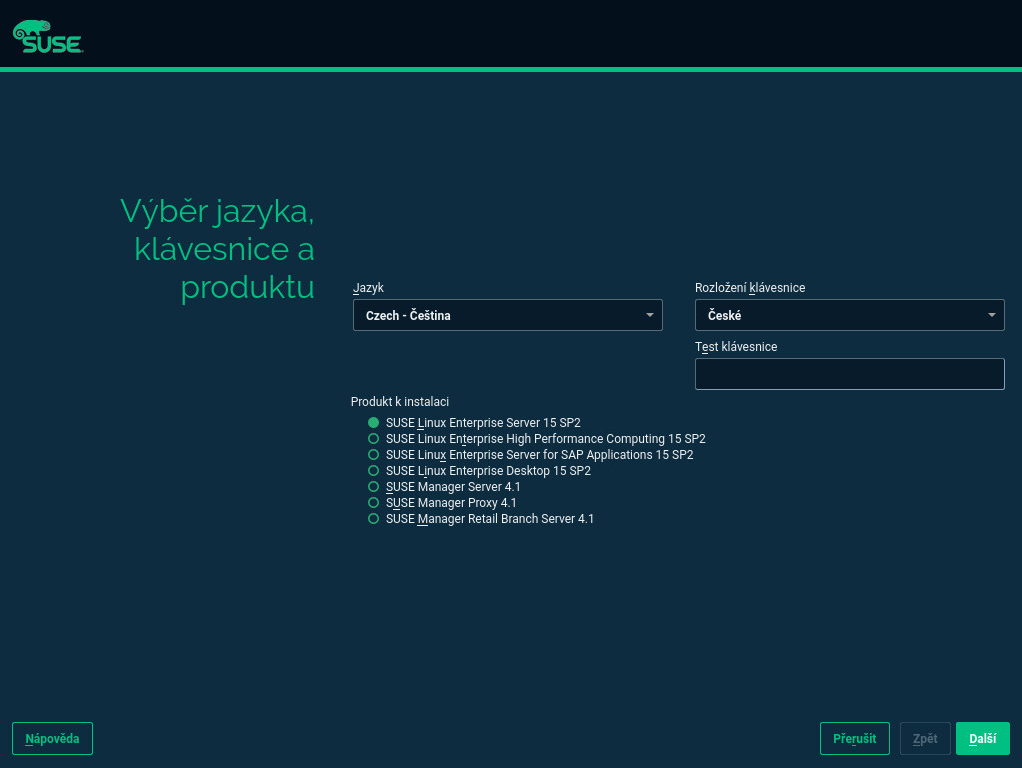 SUSE
Výběr jazyka,
klávesnice a
produktu
Jazyk
Czech - Čeština
Rozložení klávesnice
České
Test klávesnice
Produkt k instalaci
SUSE Linux Enterprise Server 15 SP2
SUSE Linux Enterprise High Performance Computing 15 SP2
SUSE Linux Enterprise Server for SAP Applications 15 SP2
SUSE Linux Enterprise Desktop 15 SP2
SUSE Manager Server 4.1
SUSE Manager Proxy 4.1
SUSE Manager Retail Branch Server 4.1
Nápověda
Přerušit
Zpět
Další